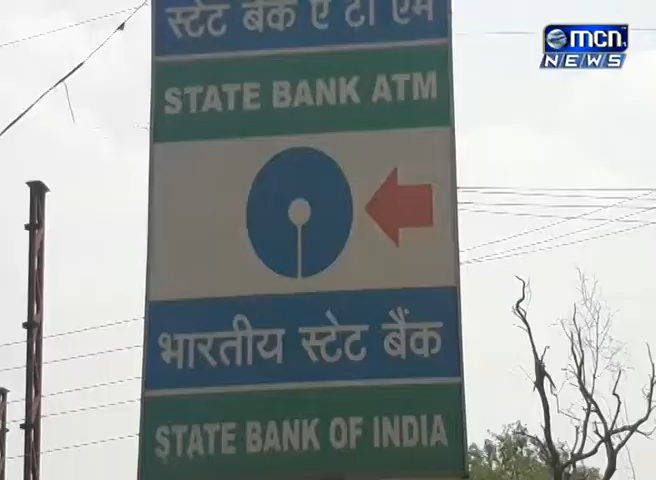 स्टेट बैंक ए टी एम
mcn
NEWS
STATE BANK ATM
भारतीय स्टेट बैंक
STATE BANK OF INDIA